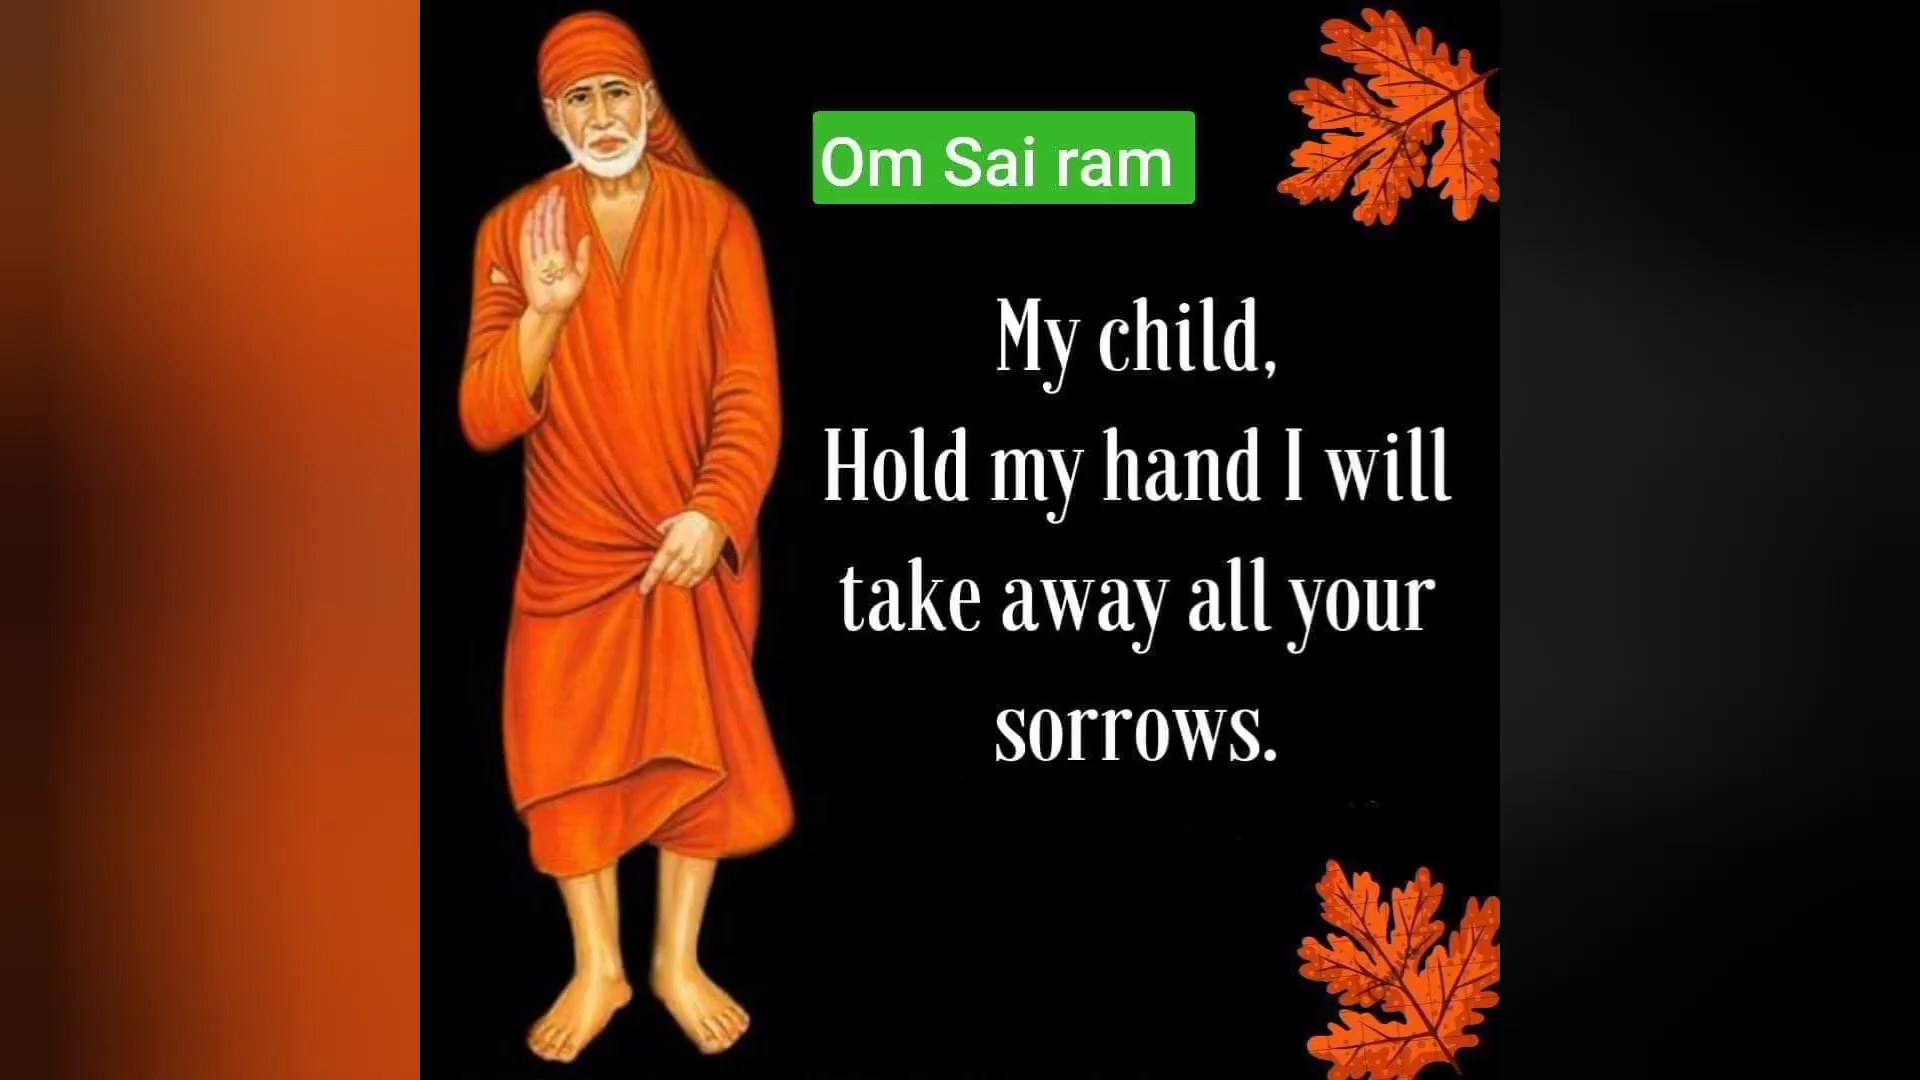 Om Sai ram
My child,
Hold my hand I will
take away all your
sorrows.